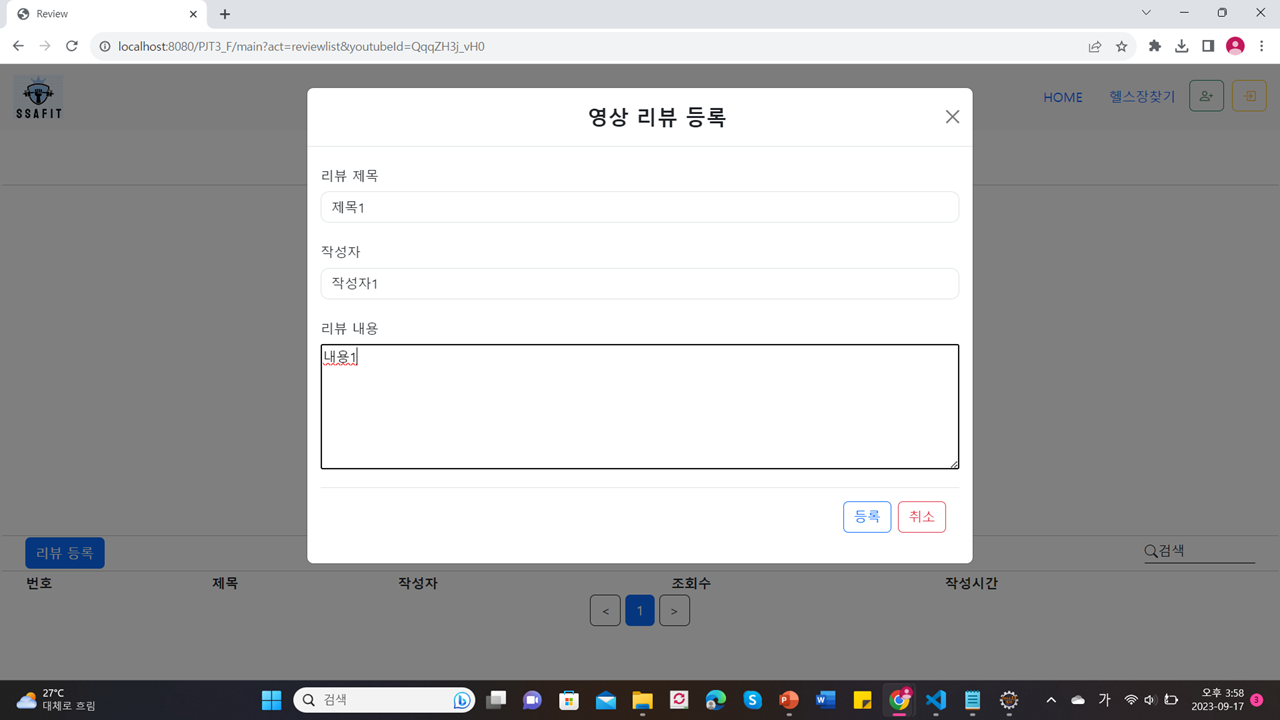 Review
localhost:8080/PJT3_F/main?act=reviewlist&youtubeId=QqqZH3j_vH0
SSAFIT
HOME
헬스장찾기
영상 리뷰 등록
리뷰 제목
제목1
작성자
작성자1
리뷰 내용
내용1
등록
취소
리뷰 등록
검색
번호 제목 작성자 조회수 작성시간
< 1 >
27°C
대체로 흐림
검색
가
오후 3:58
2023-09-17
3